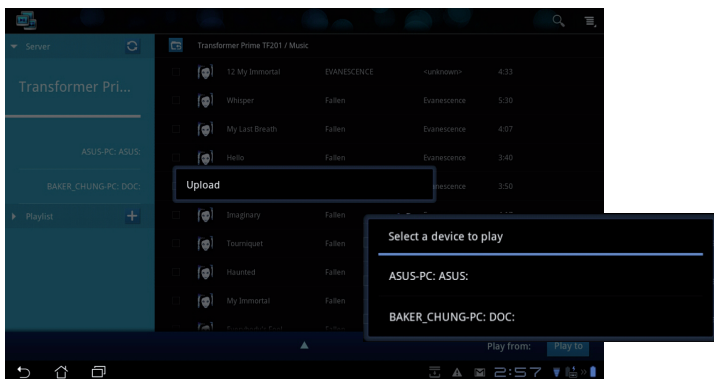 Server
Transformer Prime TF201 / Music
Transformer Pri...
ASUS-PC: ASUS:
BAKER_CHUNG-PC: DOC:
Playlist
12 My Immortal EVANESCENCE <unknown> 4:33
Whisper Fallen Evanescence 5:30
My Last Breath Fallen Evanescence 4:07
Hello Fallen Evanescence 3:40
Upload
3:50
Imaginary Fallen
Tourniquet Fallen
Haunted Fallen
My Immortal Fallen
Select a device to play
ASUS-PC: ASUS:
BAKER_CHUNG-PC: DOC:
Play from: Play to
2:57